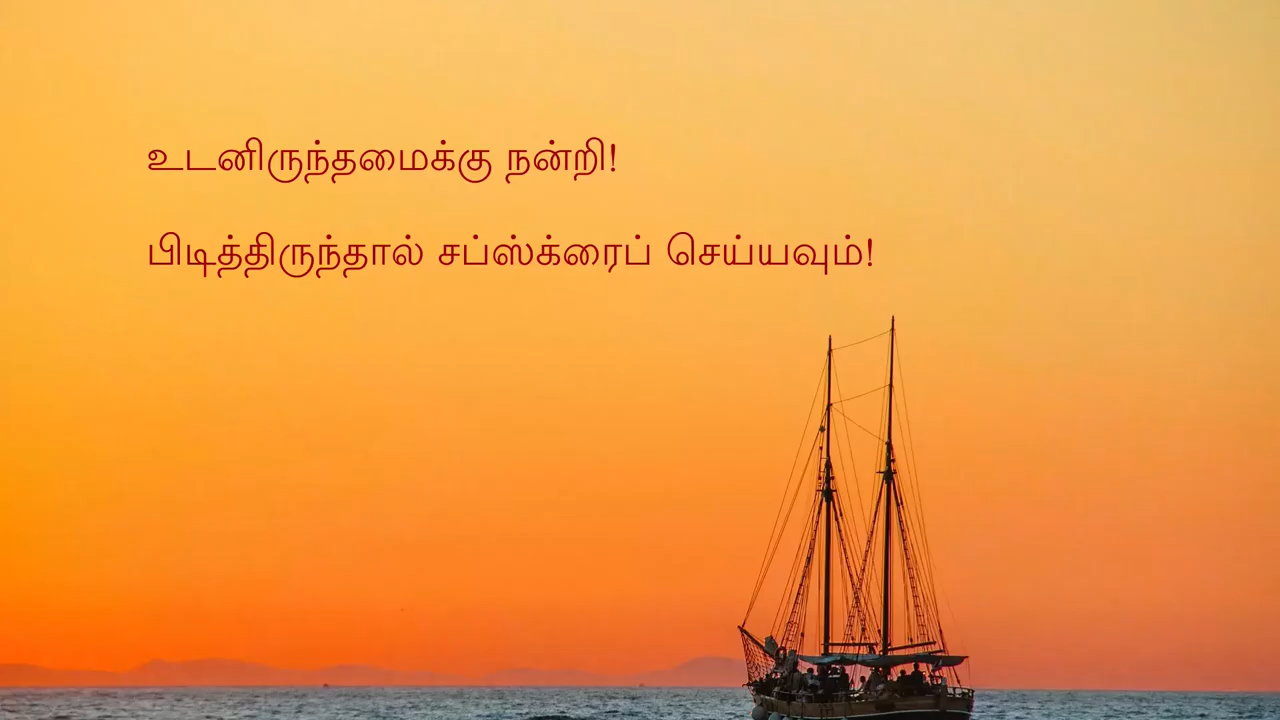 உடனிருந்தமைக்கு நன்றி!
பிடித்திருந்தால் சப்ஸ்க்ரைப் செய்யவும்!